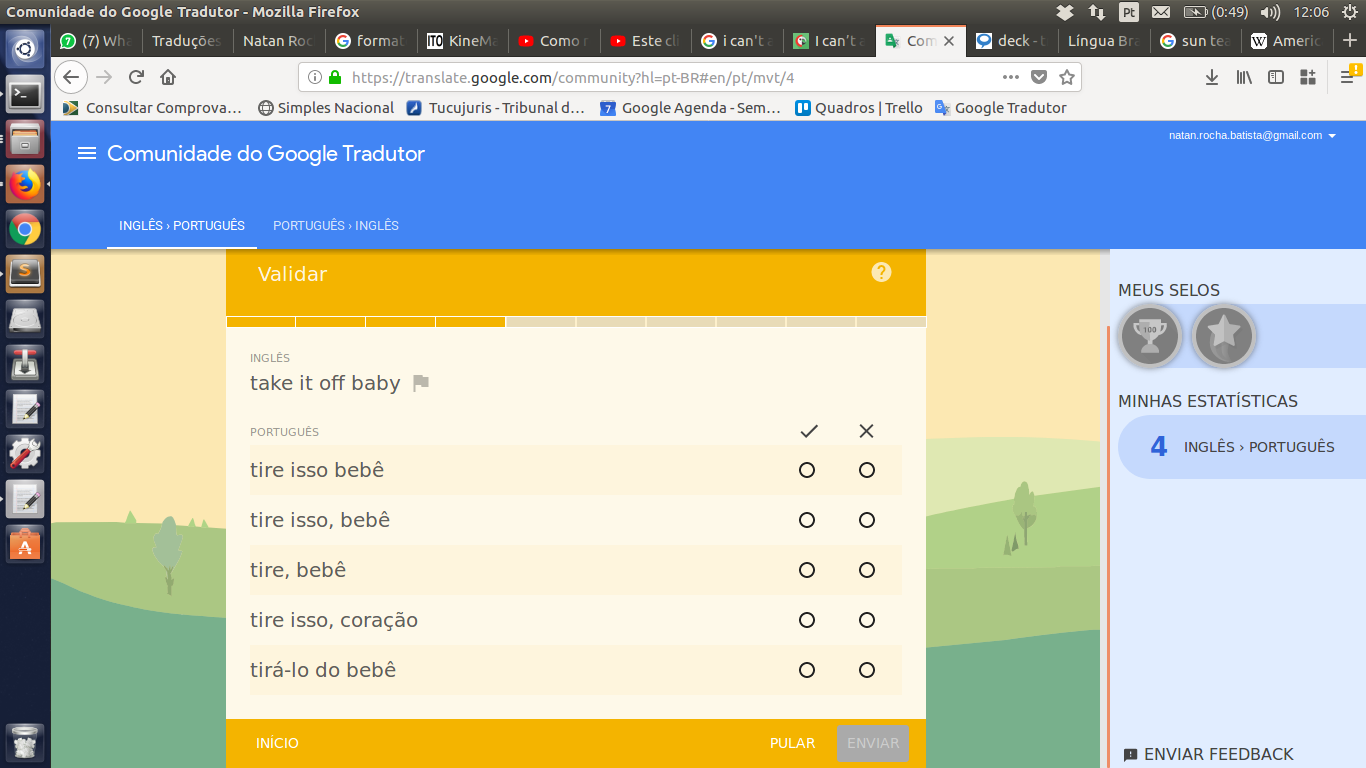 Comunidade do Google Tradutor - Mozilla Firefox
Pt
(0:49)
12:06
(7) Wha
Traduções
Natan Roc
format
ITO KineMa
Como
Este cli
i can't a
I can't a
Com
deck - t
Língua Bra
sun tea
W Americ
https://translate.google.com/community?hl=pt-BR#en/pt/mvt/4
Consultar Comprova...
Simples Nacional
Tucujuris - Tribunal d...
7 Google Agenda - Sem...
Quadros | Trello
Google Tradutor
natan.rocha.batista@gmail.com
Comunidade do Google Tradutor
INGLÊS › PORTUGUÊS
PORTUGUÊS › INGLÊS
Validar
?
INGLÊS
take it off baby
PORTUGUÊS
tire isso bebê
tire isso, bebê
tire, bebê
tire isso, coração
tirá-lo do bebê
INÍCIO
PULAR
ENVIAR
MEUS SELOS
100
MINHAS ESTATÍSTICAS
4 INGLÊS › PORTUGUÊS
ENVIAR FEEDBACK